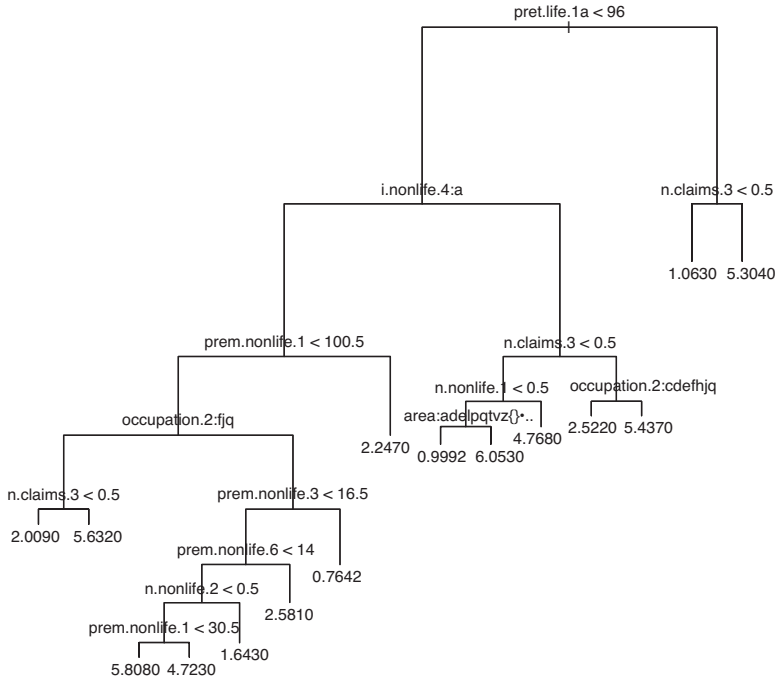 pret.life.1a < 96
i.nonlife.4:a
n.claims.3 < 0.5
1.0630 5.3040
prem.nonlife.1 < 100.5
n.claims.3 < 0.5
n.nonlife.1 < 0.5
occupation.2:cdefhjq
occupation.2:fjq
area:adelpqtvz{}•..
2.2470
4.7680
2.5220 5.4370
0.9992 6.0530
n.claims.3 < 0.5
prem.nonlife.3 < 16.5
2.0090 5.6320
prem.nonlife.6 < 14
0.7642
n.nonlife.2 < 0.5
2.5810
prem.nonlife.1 < 30.5
1.6430
5.8080 4.7230